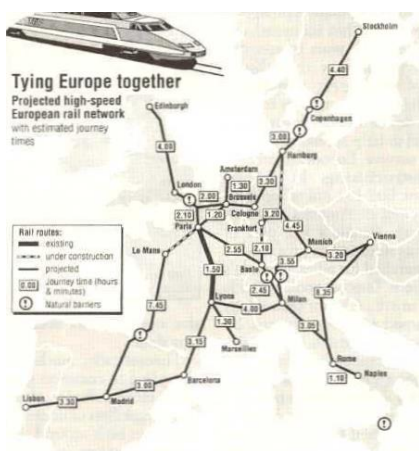 Tying Europe together
Projected high-speed
European rail network
with estimated journey
times
Stockholm
4.40
Edinburgh
Copenhagen
3.00
Hamburg
4.00
Amsterdam
1.30
London
2.00
Brussels
3.30
Cologne
2.10
1.20
3.20
Paris
Frankfurt
4.45
Rail routes:
existing
under construction
projected
0.00 Journey time (hours
& minutes)
Natural barriers
Le Mans
2.55
2.10
Munich
Vienna
3.20
Basle
3.55
1.50
2.45
Milan
7.45
Lyons
4.00
8.35
1.30
3.05
Marseilles
3.15
Rome
1.10
Naples
Barcelona
3.00
Lisbon
3.30
Madrid